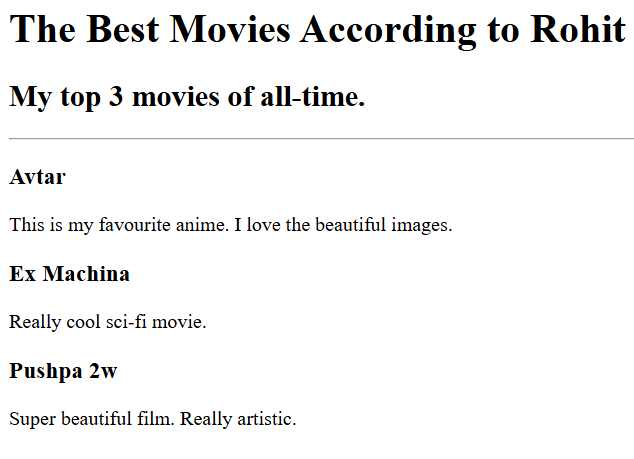 The Best Movies According to Rohit
My top 3 movies of all-time.
Avtar
This is my favourite anime. I love the beautiful images.
Ex Machina
Really cool sci-fi movie.
Pushpa 2w
Super beautiful film. Really artistic.